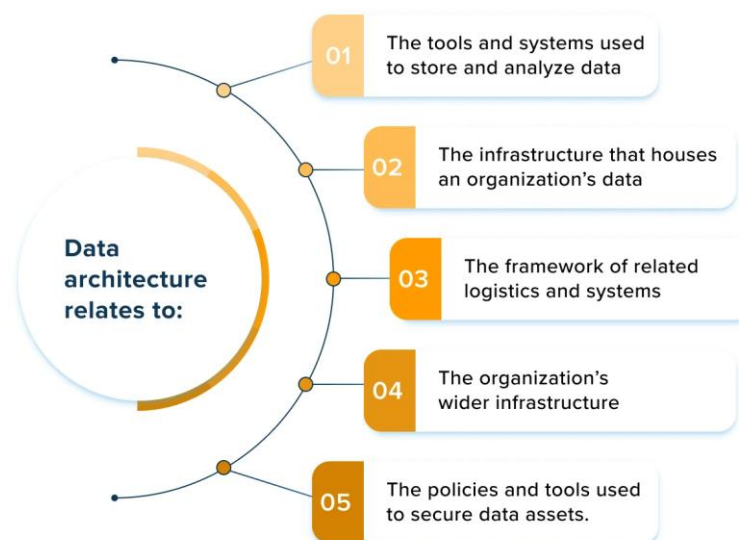 Data
architecture
relates to:
01
The tools and systems used
to store and analyze data
02
The infrastructure that houses
an organization’s data
03
The framework of related
logistics and systems
04
The organization’s
wider infrastructure
05
The policies and tools used
to secure data assets.